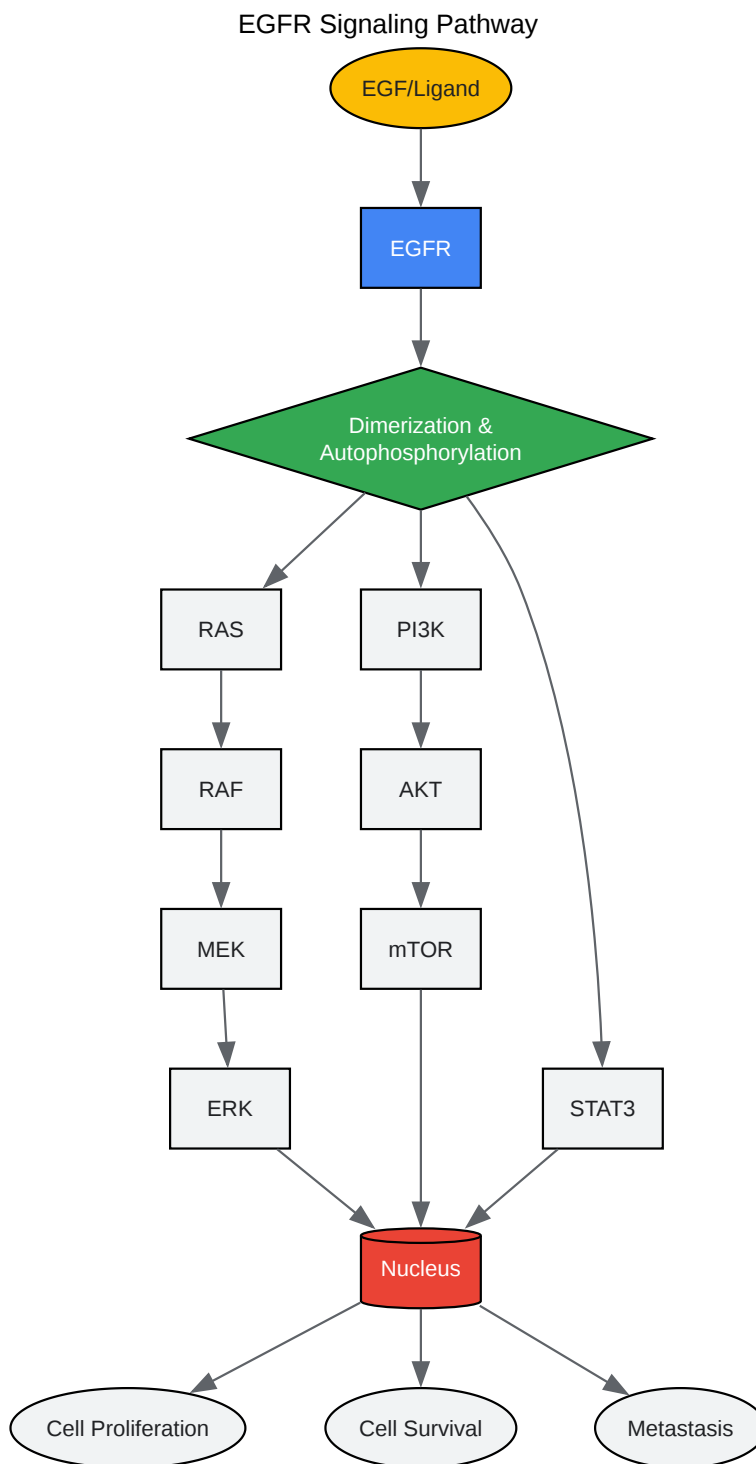 EGFR Signaling Pathway
EGF/Ligand
EGFR
Dimerization &
Autophosphorylation
RAS
PI3K
RAF
AKT
MEK
mTOR
ERK
STAT3
Nucleus
Cell Proliferation
Cell Survival
Metastasis